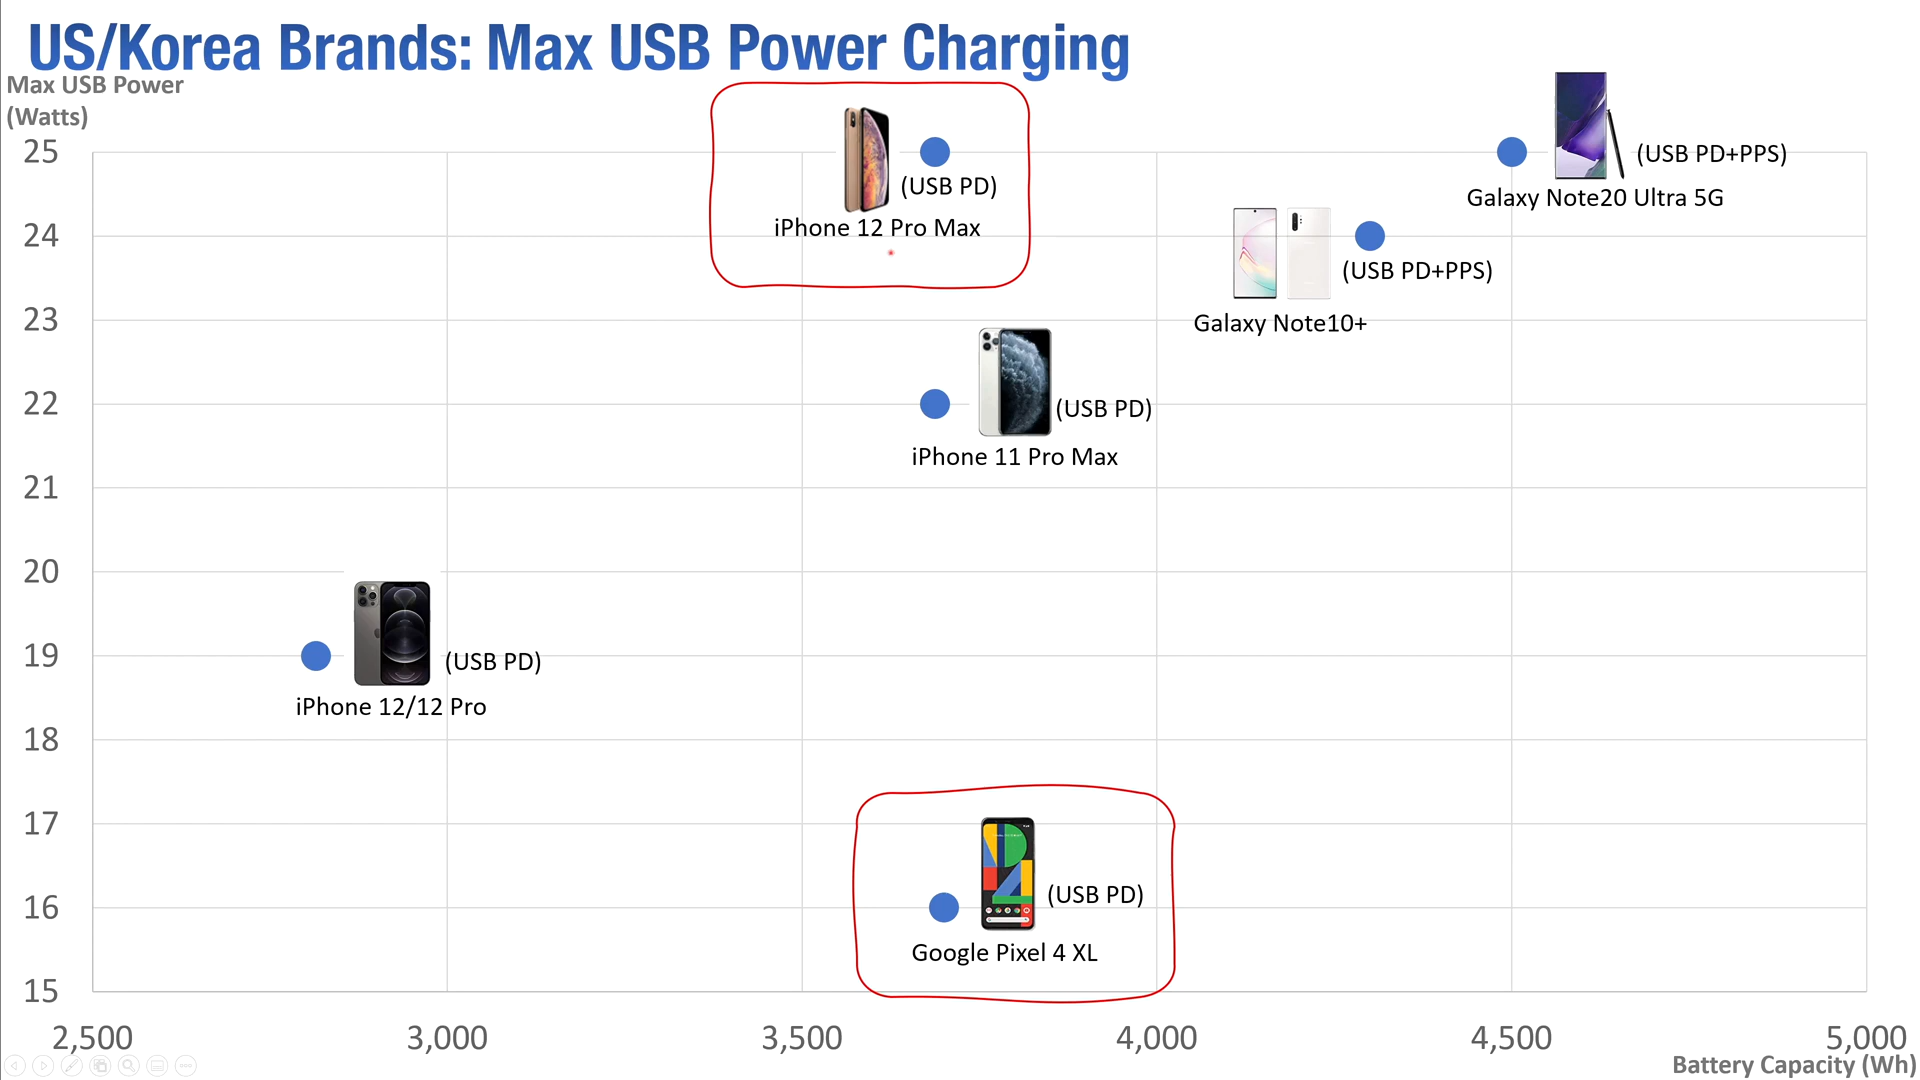 US/Korea Brands: Max USB Power Charging
Max USB Power
(Watts)
25
(USB PD)
iPhone 12 Pro Max
(USB PD+PPS)
Galaxy Note20 Ultra 5G
24
(USB PD+PPS)
Galaxy Note10+
23
22
(USB PD)
iPhone 11 Pro Max
21
20
19
(USB PD)
iPhone 12/12 Pro
18
17
16
(USB PD)
Google Pixel 4 XL
15
2,500 3,000 3,500 4,000 4,500 5,000
Battery Capacity (Wh)